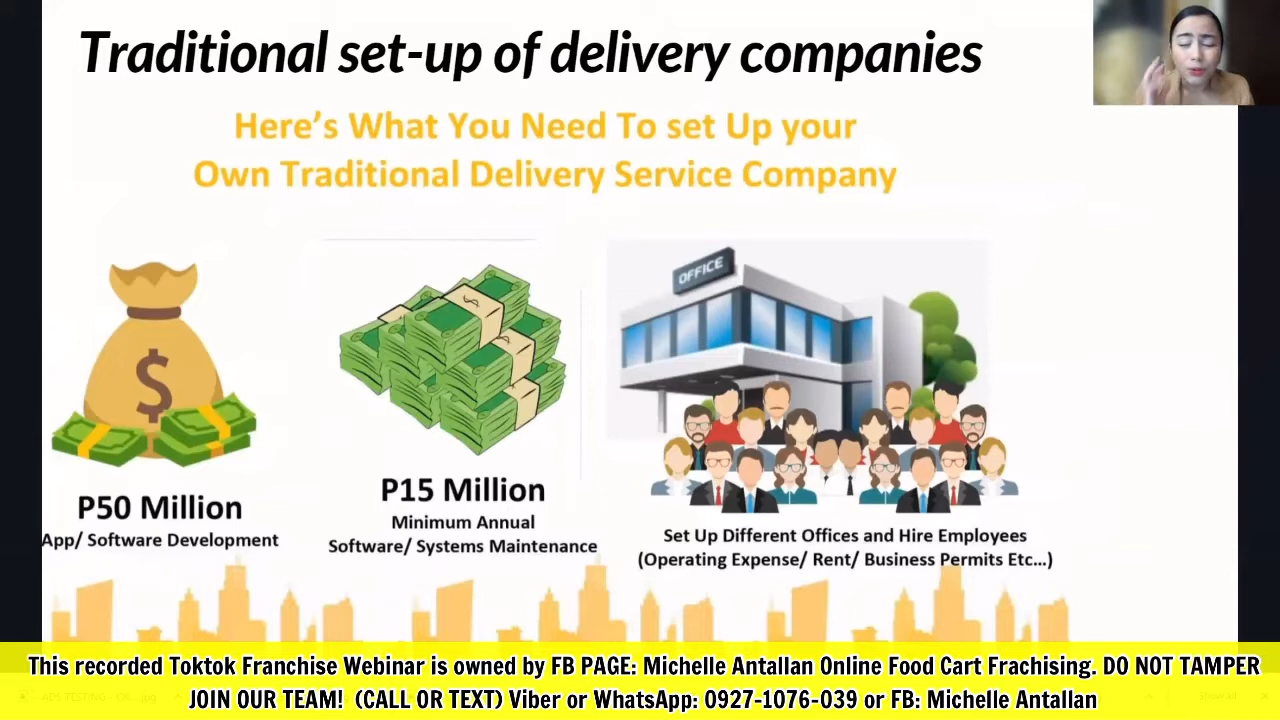 Traditional set-up of delivery companies
Here's What You Need To set Up your
Own Traditional Delivery Service Company
OFFICE
P50 Million
App/ Software Development
P15 Million
Minimum Annual
Software/ Systems Maintenance
Set Up Different Offices and Hire Employees
(Operating Expense/ Rent/ Business Permits Etc...)
This recorded Toktok Franchise Webinar is owned by FB PAGE: Michelle Antallan Online Food Cart Frachising. DO NOT TAMPER
JOIN OUR TEAM! (CALL OR TEXT) Viber or WhatsApp: 0927-1076-039 or FB: Michelle Antallan